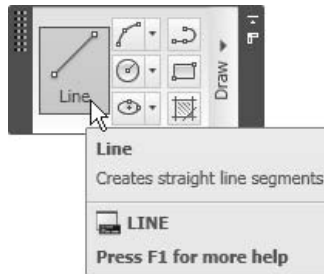 Line
Draw
Line
Creates straight line segments
LINE
Press F1 for more help